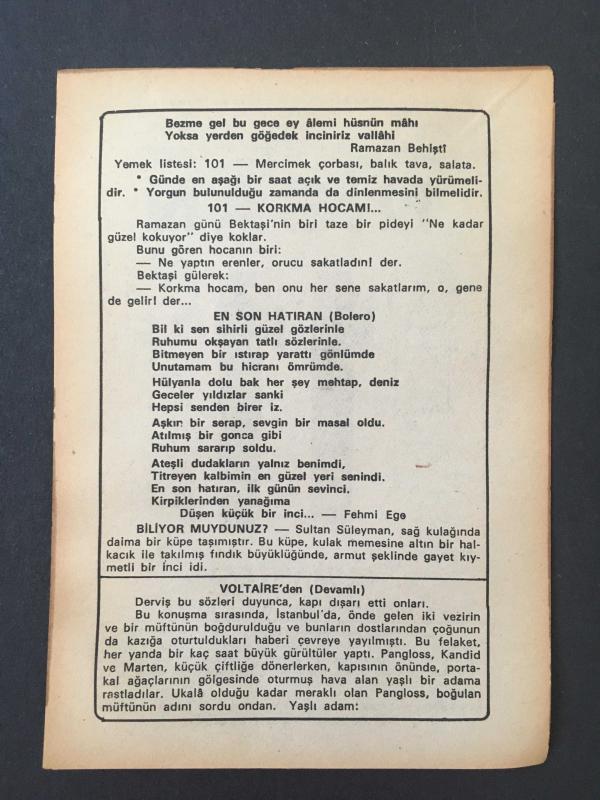 Bezme gel bu gece ey âlemi hüsnün mâhı
Yoksa yerden göğedek inciniriz vallâhi
Ramazan Behiştî
Yemek listesi: 101 — Mercimek çorbası, balık tava, salata.
* Günde en aşağı bir saat açık ve temiz havada yürümeli-
dir. * Yorgun bulunulduğu zamanda da dinlenmesini bilmelidir.
101 — KORKMA HOCAM!...
Ramazan günü Bektaşi'nin biri taze bir pideyi "Ne kadar
güzel kokuyor" diye koklar.
Bunu gören hocanın biri:
— Ne yaptın erenler, orucu sakatladın! der.
Bektaşi gülerek:
— Korkma hocam, ben onu her sene sakatlarım, o, gene
de gelir! der...
EN SON HATIRAN (Bolero)
Bil ki sen sihirli güzel gözlerinle
Ruhumu okşayan tatlı sözlerinle.
Bitmeyen bir ıstırap yarattı gönlümde
Unutamam bu hicranı ömrümde.
Hülyanla dolu bak her şey mehtap, deniz
Geceler yıldızlar sanki
Hepsi senden birer iz.
Aşkın bir serap, sevgin bir masal oldu.
Atılmış bir gonca gibi
Ruhum sararıp soldu.
Ateşli dudakların yalnız benimdi,
Titreyen kalbimin en güzel yeri senindi.
En son hatıran, ilk günün sevinci.
Kirpiklerinden yanağıma
Düşen küçük bir inci... — Fehmi Ege
BİLİYOR MUYDUNUZ? — Sultan Süleyman, sağ kulağında
daima bir küpe taşımıştır. Bu küpe, kulak memesine altın bir hal-
kacık ile takılmış fındık büyüklüğünde, armut şeklinde gayet kıy-
metli bir inci idi.
VOLTAİRE'den (Devamlı)
Derviş bu sözleri duyunca, kapı dışarı etti onları.
Bu konuşma sırasında, İstanbul'da, önde gelen iki vezirin
ve bir müftünün boğdurulduğu ve bunların dostlarından çoğunun
da kazığa oturtuldukları haberi çevreye yayılmıştı. Bu felaket,
her yanda bir kaç saat büyük gürültüler yaptı. Pangloss, Kandid
ve Marten, küçük çiftliğe dönerlerken, kapısının önünde, porta-
kal ağaçlarının gölgesinde oturmuş hava alan yaşlı bir adama
rastladılar. Ukalâ olduğu kadar meraklı olan Pangloss, boğulan
müftünün adını sordu ondan. Yaşlı adam: